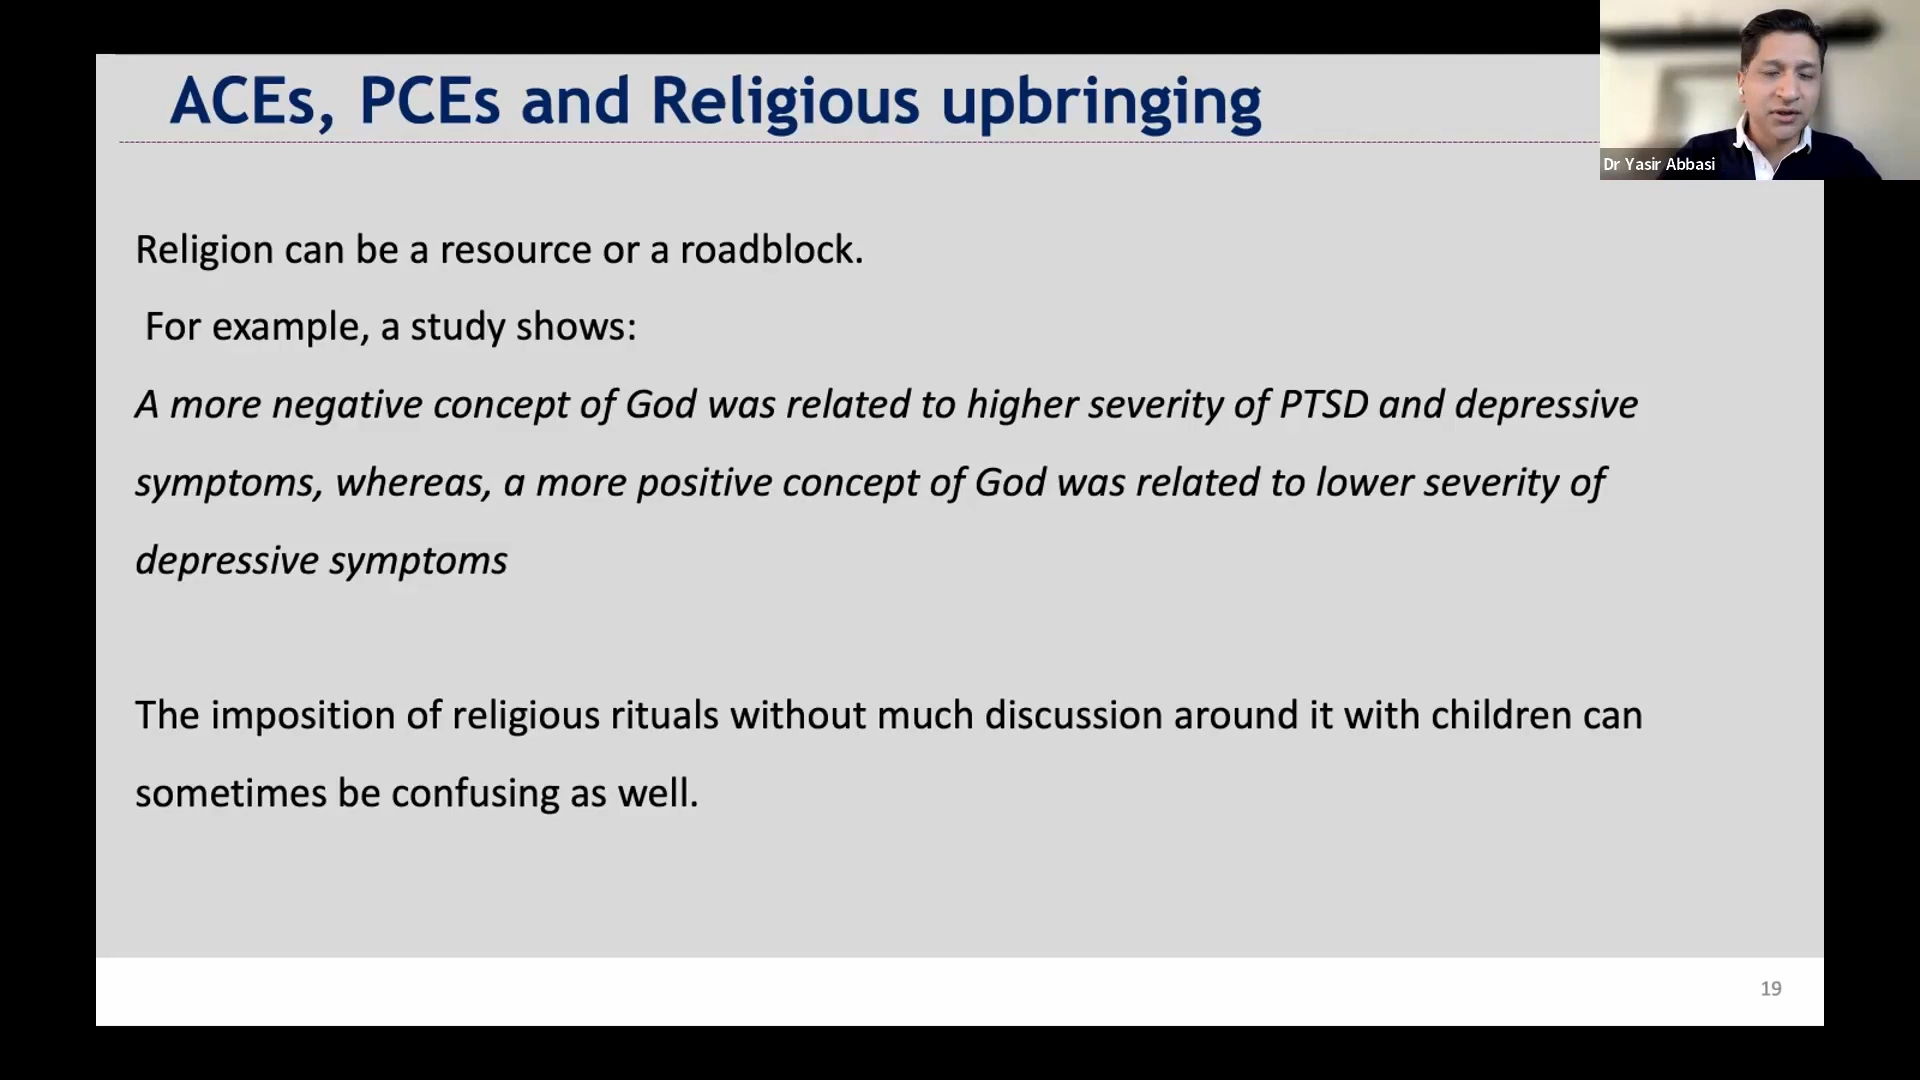 ACEs, PCEs and Religious upbringing
Dr Yasir Abbasi
Religion can be a resource or a roadblock.
For example, a study shows:
A more negative concept of God was related to higher severity of PTSD and depressive
symptoms, whereas, a more positive concept of God was related to lower severity of
depressive symptoms
The imposition of religious rituals without much discussion around it with children can
sometimes be confusing as well.
19